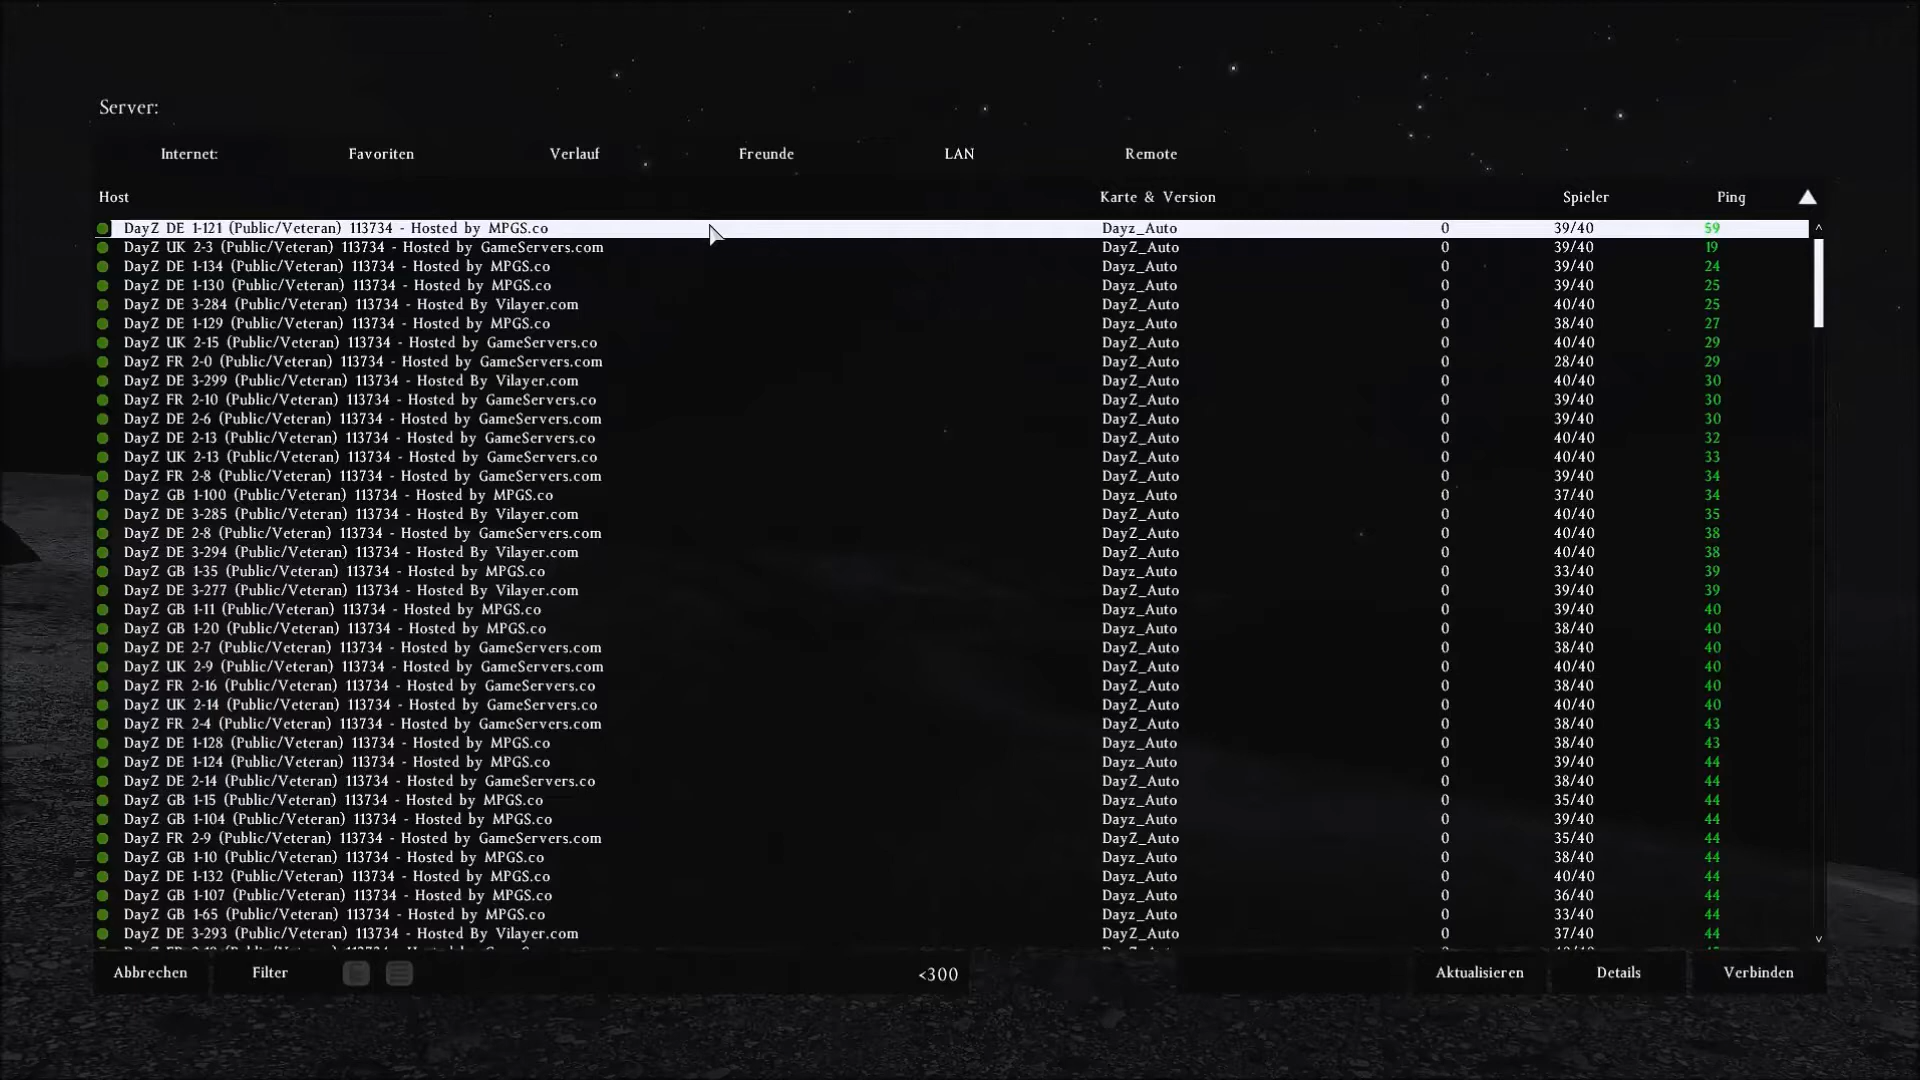 Server:
Internet: Favoriten Verlauf Freunde LAN Remote
Host Karte & Version Spieler Ping
DayZ DE 1-121 (Public/Veteran) 113734 - Hosted by MPGS.co Dayz_Auto 0 39/40 59
DayZ UK 2-3 (Public/Veteran) 113734 - Hosted by GameServers.com DayZ_Auto 0 39/40 19
DayZ DE 1-134 (Public/Veteran) 113734 - Hosted by MPGS.co Dayz_Auto 0 39/40 24
DayZ DE 1-130 (Public/Veteran) 113734 - Hosted by MPGS.co Dayz_Auto 0 39/40 25
DayZ DE 3-284 (Public/Veteran) 113734 - Hosted By Vilayer.com DayZ_Auto 0 40/40 25
DayZ DE 1-129 (Public/Veteran) 113734 - Hosted by MPGS.co Dayz_Auto 0 38/40 27
DayZ UK 2-15 (Public/Veteran) 113734 - Hosted by GameServers.co DayZ_Auto 0 40/40 29
DayZ FR 2-0 (Public/Veteran) 113734 - Hosted by GameServers.com DayZ_Auto 0 28/40 29
DayZ DE 3-299 (Public/Veteran) 113734 - Hosted By Vilayer.com DayZ_Auto 0 40/40 30
DayZ FR 2-10 (Public/Veteran) 113734 - Hosted by GameServers.co DayZ_Auto 0 39/40 30
DayZ DE 2-6 (Public/Veteran) 113734 - Hosted by GameServers.com DayZ_Auto 0 39/40 30
DayZ DE 2-13 (Public/Veteran) 113734 - Hosted by GameServers.co DayZ_Auto 0 40/40 32
DayZ UK 2-13 (Public/Veteran) 113734 - Hosted by GameServers.co DayZ_Auto 0 40/40 33
DayZ FR 2-8 (Public/Veteran) 113734 - Hosted by GameServers.com DayZ_Auto 0 39/40 34
DayZ GB 1-100 (Public/Veteran) 113734 - Hosted by MPGS.co Dayz_Auto 0 37/40 34
DayZ DE 3-285 (Public/Veteran) 113734 - Hosted By Vilayer.com DayZ_Auto 0 40/40 35
DayZ DE 2-8 (Public/Veteran) 113734 - Hosted by GameServers.com DayZ_Auto 0 40/40 38
DayZ DE 3-294 (Public/Veteran) 113734 - Hosted By Vilayer.com DayZ_Auto 0 40/40 38
DayZ GB 1-35 (Public/Veteran) 113734 - Hosted by MPGS.co Dayz_Auto 0 33/40 39
DayZ DE 3-277 (Public/Veteran) 113734 - Hosted By Vilayer.com DayZ_Auto 0 39/40 39
DayZ GB 1-11 (Public/Veteran) 113734 - Hosted by MPGS.co Dayz_Auto 0 39/40 40
DayZ GB 1-20 (Public/Veteran) 113734 - Hosted by MPGS.co Dayz_Auto 0 38/40 40
DayZ DE 2-7 (Public/Veteran) 113734 - Hosted by GameServers.com DayZ_Auto 0 38/40 40
DayZ UK 2-9 (Public/Veteran) 113734 - Hosted by GameServers.com DayZ_Auto 0 40/40 40
DayZ FR 2-16 (Public/Veteran) 113734 - Hosted by GameServers.co DayZ_Auto 0 38/40 40
DayZ UK 2-14 (Public/Veteran) 113734 - Hosted by GameServers.co DayZ_Auto 0 40/40 40
DayZ FR 2-4 (Public/Veteran) 113734 - Hosted by GameServers.com DayZ_Auto 0 38/40 43
DayZ DE 1-128 (Public/Veteran) 113734 - Hosted by MPGS.co Dayz_Auto 0 38/40 43
DayZ DE 1-124 (Public/Veteran) 113734 - Hosted by MPGS.co Dayz_Auto 0 39/40 44
DayZ DE 2-14 (Public/Veteran) 113734 - Hosted by GameServers.co DayZ_Auto 0 38/40 44
DayZ GB 1-15 (Public/Veteran) 113734 - Hosted by MPGS.co Dayz_Auto 0 35/40 44
DayZ GB 1-104 (Public/Veteran) 113734 - Hosted by MPGS.co Dayz_Auto 0 39/40 44
DayZ FR 2-9 (Public/Veteran) 113734 - Hosted by GameServers.com DayZ_Auto 0 35/40 44
DayZ GB 1-10 (Public/Veteran) 113734 - Hosted by MPGS.co Dayz_Auto 0 38/40 44
DayZ DE 1-132 (Public/Veteran) 113734 - Hosted by MPGS.co Dayz_Auto 0 40/40 44
DayZ GB 1-107 (Public/Veteran) 113734 - Hosted by MPGS.co Dayz_Auto 0 36/40 44
DayZ GB 1-65 (Public/Veteran) 113734 - Hosted by MPGS.co Dayz_Auto 0 33/40 44
DayZ DE 3-293 (Public/Veteran) 113734 - Hosted By Vilayer.com DayZ_Auto 0 37/40 44
Abbrechen Filter <300 Aktualisieren Details Verbinden